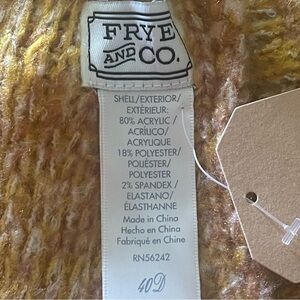 FRYE
AND CO.
SHELL/EXTERIOR/
EXTÉRIEUR:
80% ACRYLIC /
ACRÍLICO/
ACRYLIQUE
18% POLYESTER/
POLIÉSTER/
POLYESTER
2% SPANDEX /
ELASTANO/
ÉLASTHANNE
Made in China
Hecho en China
Fabriqué en Chine
RN56242
40D